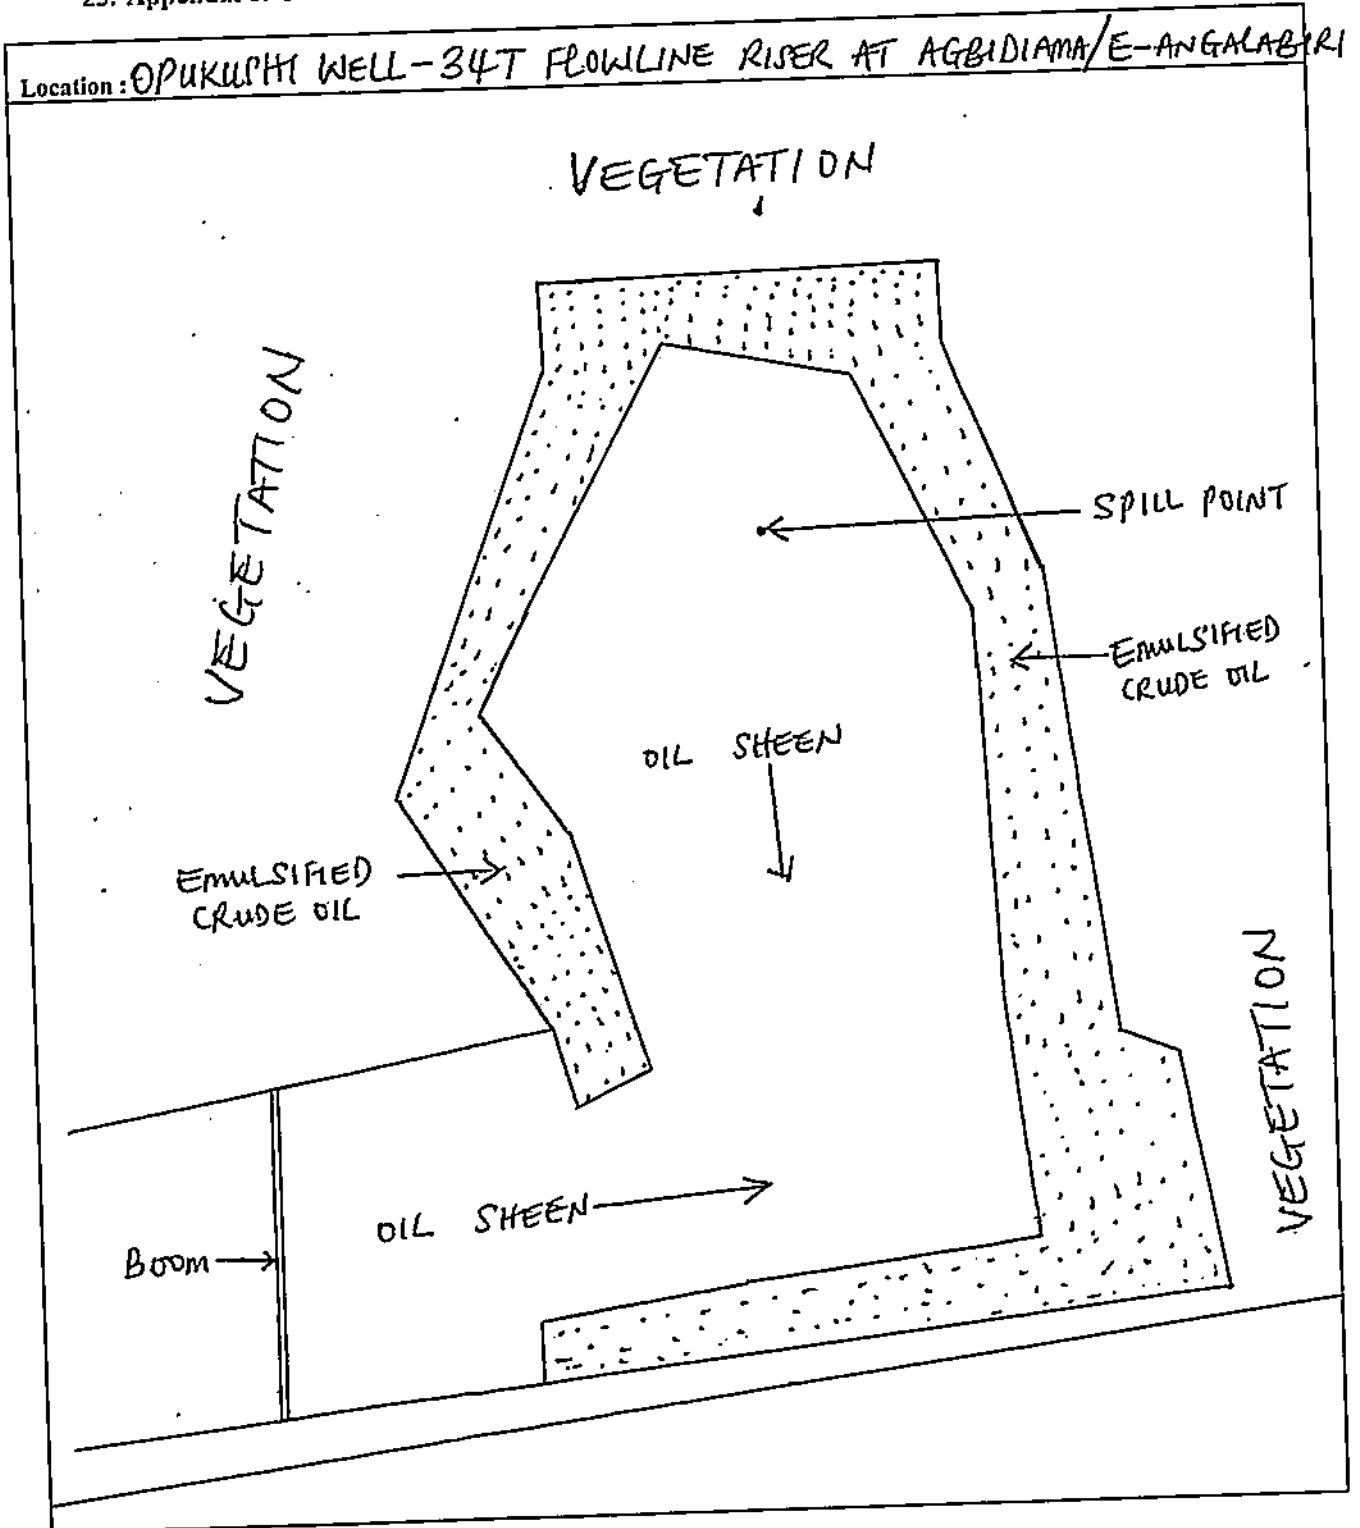 Location : OPUKUSHI WELL-34T FLOWLINE RISER AT AGBIDIAMA/E-ANGALABIRI
VEGETATION
VEGETATION
SPILL POINT
EMULSIFIED
CRUDE OIL
OIL SHEEN
EMULSIFIED
CRUDE OIL
VEGETATION
OIL SHEEN
BOOM